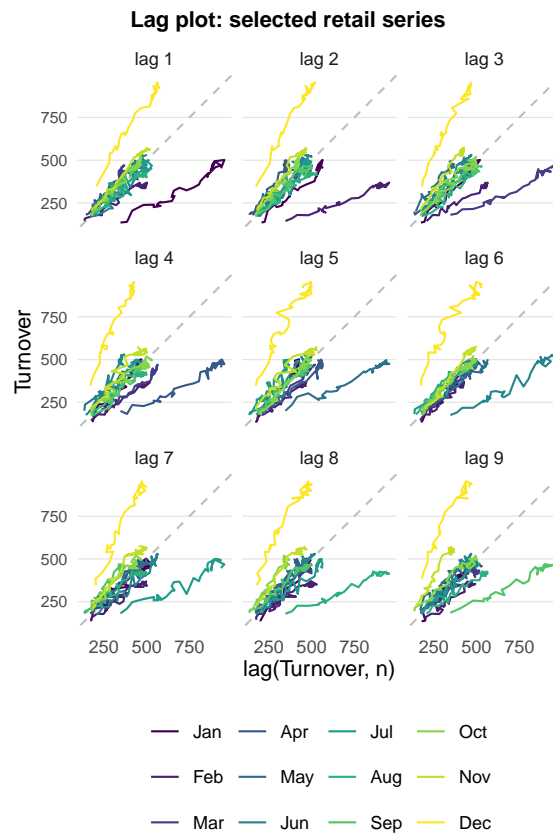 Lag plot: selected retail series
lag 1 lag 2 lag 3
750
500
250
lag 4 lag 5 lag 6
750
500
250
lag 7 lag 8 lag 9
750
500
250
Turnover
250 500 750 250 500 750 250 500 750
lag(Turnover, n)
Jan Apr Jul Oct
Feb May Aug Nov
Mar Jun Sep Dec